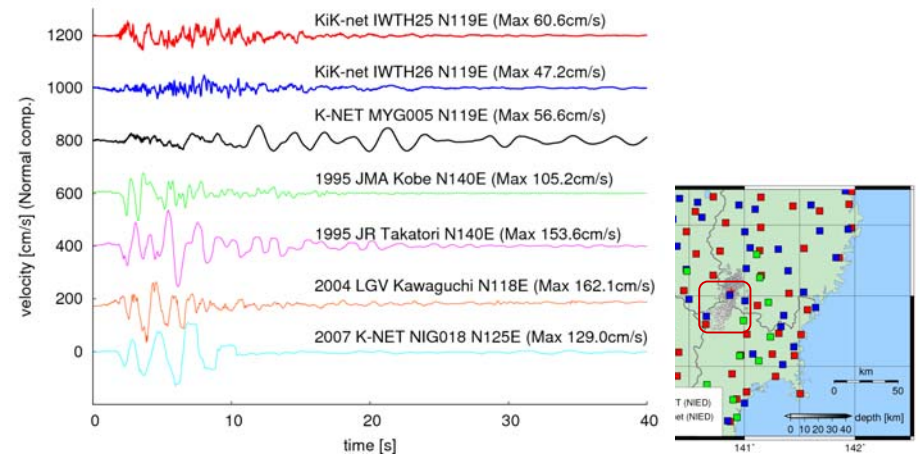 velocity [cm/s] (Normal comp.)
1200
1000
800
600
400
200
0
KiK-net IWTH25 N119E (Max 60.6cm/s)
KiK-net IWTH26 N119E (Max 47.2cm/s)
K-NET MYG005 N119E (Max 56.6cm/s)
1995 JMA Kobe N140E (Max 105.2cm/s)
1995 JR Takatori N140E (Max 153.6cm/s)
2004 LGV Kawaguchi N118E (Max 162.1cm/s)
2007 K-NET NIG018 N125E (Max 129.0cm/s)
0 10 20 30 40
time [s]
km
0 50
T (NIED)
et (NIED)
depth [km]
0 10 20 30 40
141° 142°